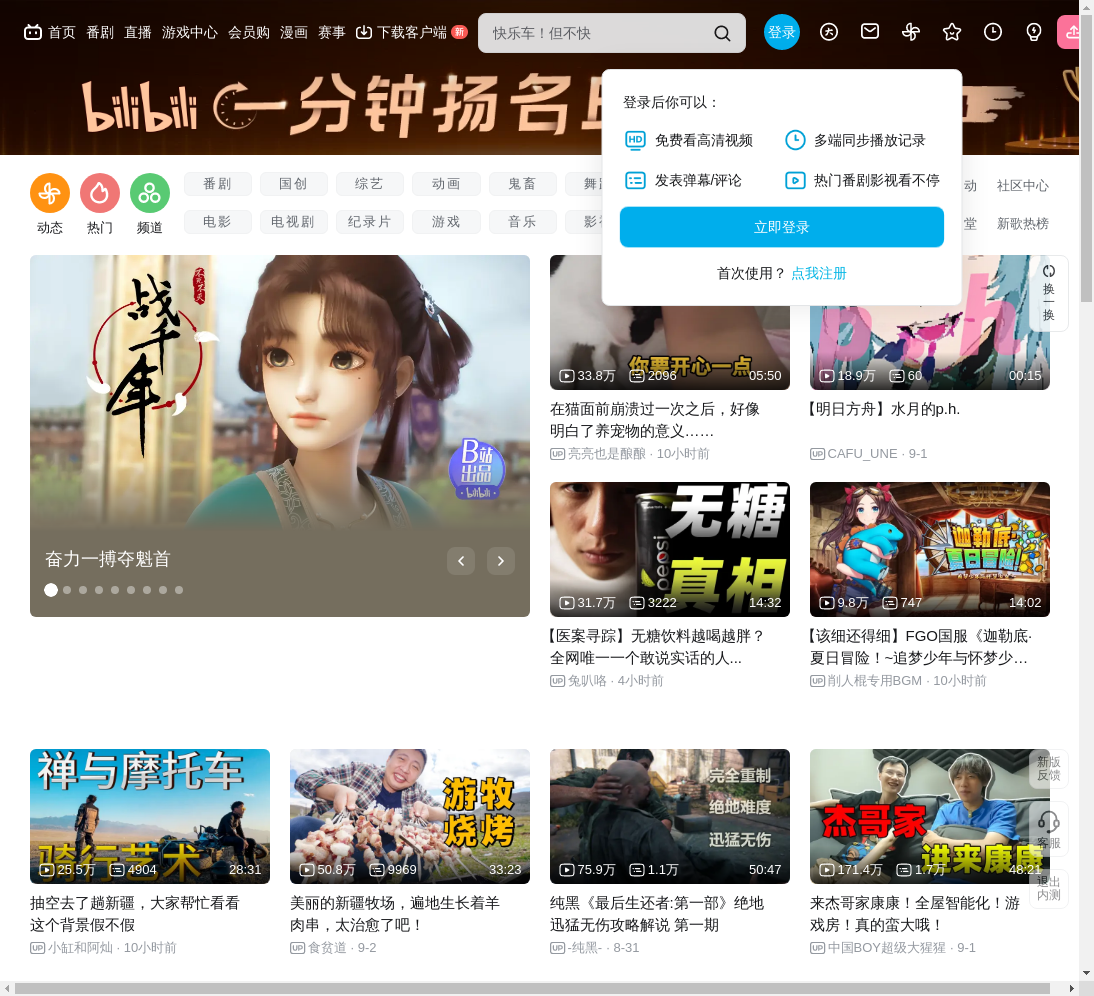 首页 番剧 直播 游戏中心 会员购 漫画 赛事 下载客户端 新 快乐车！但不快 登录
bilibili 一分钟扬名
登录后你可以：
HD 免费看高清视频 多端同步播放记录
发表弹幕/评论 热门番剧影视看不停
立即登录
首次使用？ 点我注册
动态 热门 频道
番剧 国创 综艺 动画 鬼畜 动 社区中心
电影 电视剧 纪录片 游戏 音乐 堂 新歌热榜
战千年
B站
出品
bilibili
奋力一搏夺魁首
你要开心一点
33.8万 2096 05:50
在猫面前崩溃过一次之后，好像
明白了养宠物的意义……
UP 亮亮也是酿酿 · 10小时前
p.h
18.9万 60 00:15
【明日方舟】水月的p.h.
UP CAFU_UNE · 9-1
换
一
换
无糖
真相
pepsi
31.7万 3222 14:32
【医案寻踪】无糖饮料越喝越胖？
全网唯一一个敢说实话的人...
UP 兔叭咯 · 4小时前
迦勒底
夏日冒险!
9.8万 747 14:02
【该细还得细】FGO国服《迦勒底·
夏日冒险！~追梦少年与怀梦少…
UP 削人棍专用BGM · 10小时前
禅与摩托车
骑行艺术
25.5万 4904 28:31
抽空去了趟新疆，大家帮忙看看
这个背景假不假
UP 小缸和阿灿 · 10小时前
游牧
烧烤
50.8万 9969 33:23
美丽的新疆牧场，遍地生长着羊
肉串，太治愈了吧！
UP 食贫道 · 9-2
完全重制
绝地难度
迅猛无伤
75.9万 1.1万 50:47
纯黑《最后生还者:第一部》绝地
迅猛无伤攻略解说 第一期
UP -纯黑- · 8-31
杰哥家
讲来康康
171.4万 1.7万 48:21
来杰哥家康康！全屋智能化！游
戏房！真的蛮大哦！
UP 中国BOY超级大猩猩 · 9-1
新版
反馈
客服
退出
内测